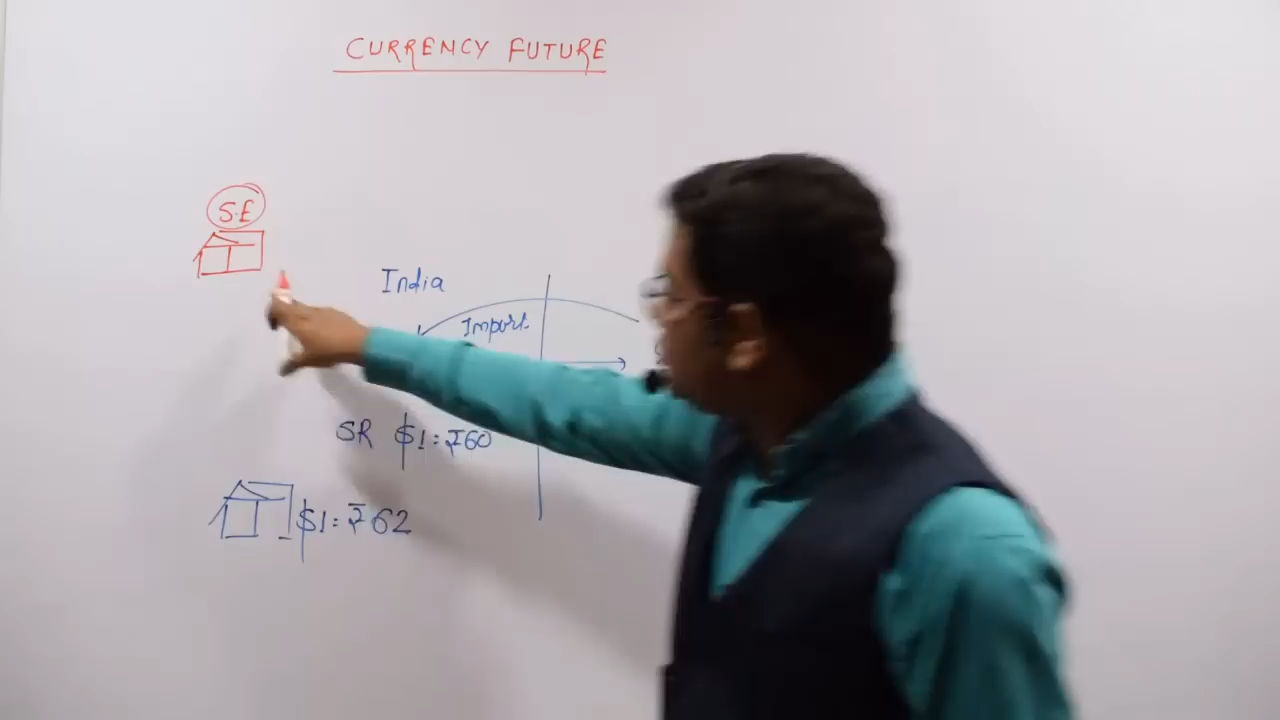 CURRENCY FUTURE
S.E
India
Import
SR $1:₹60
$1:₹62